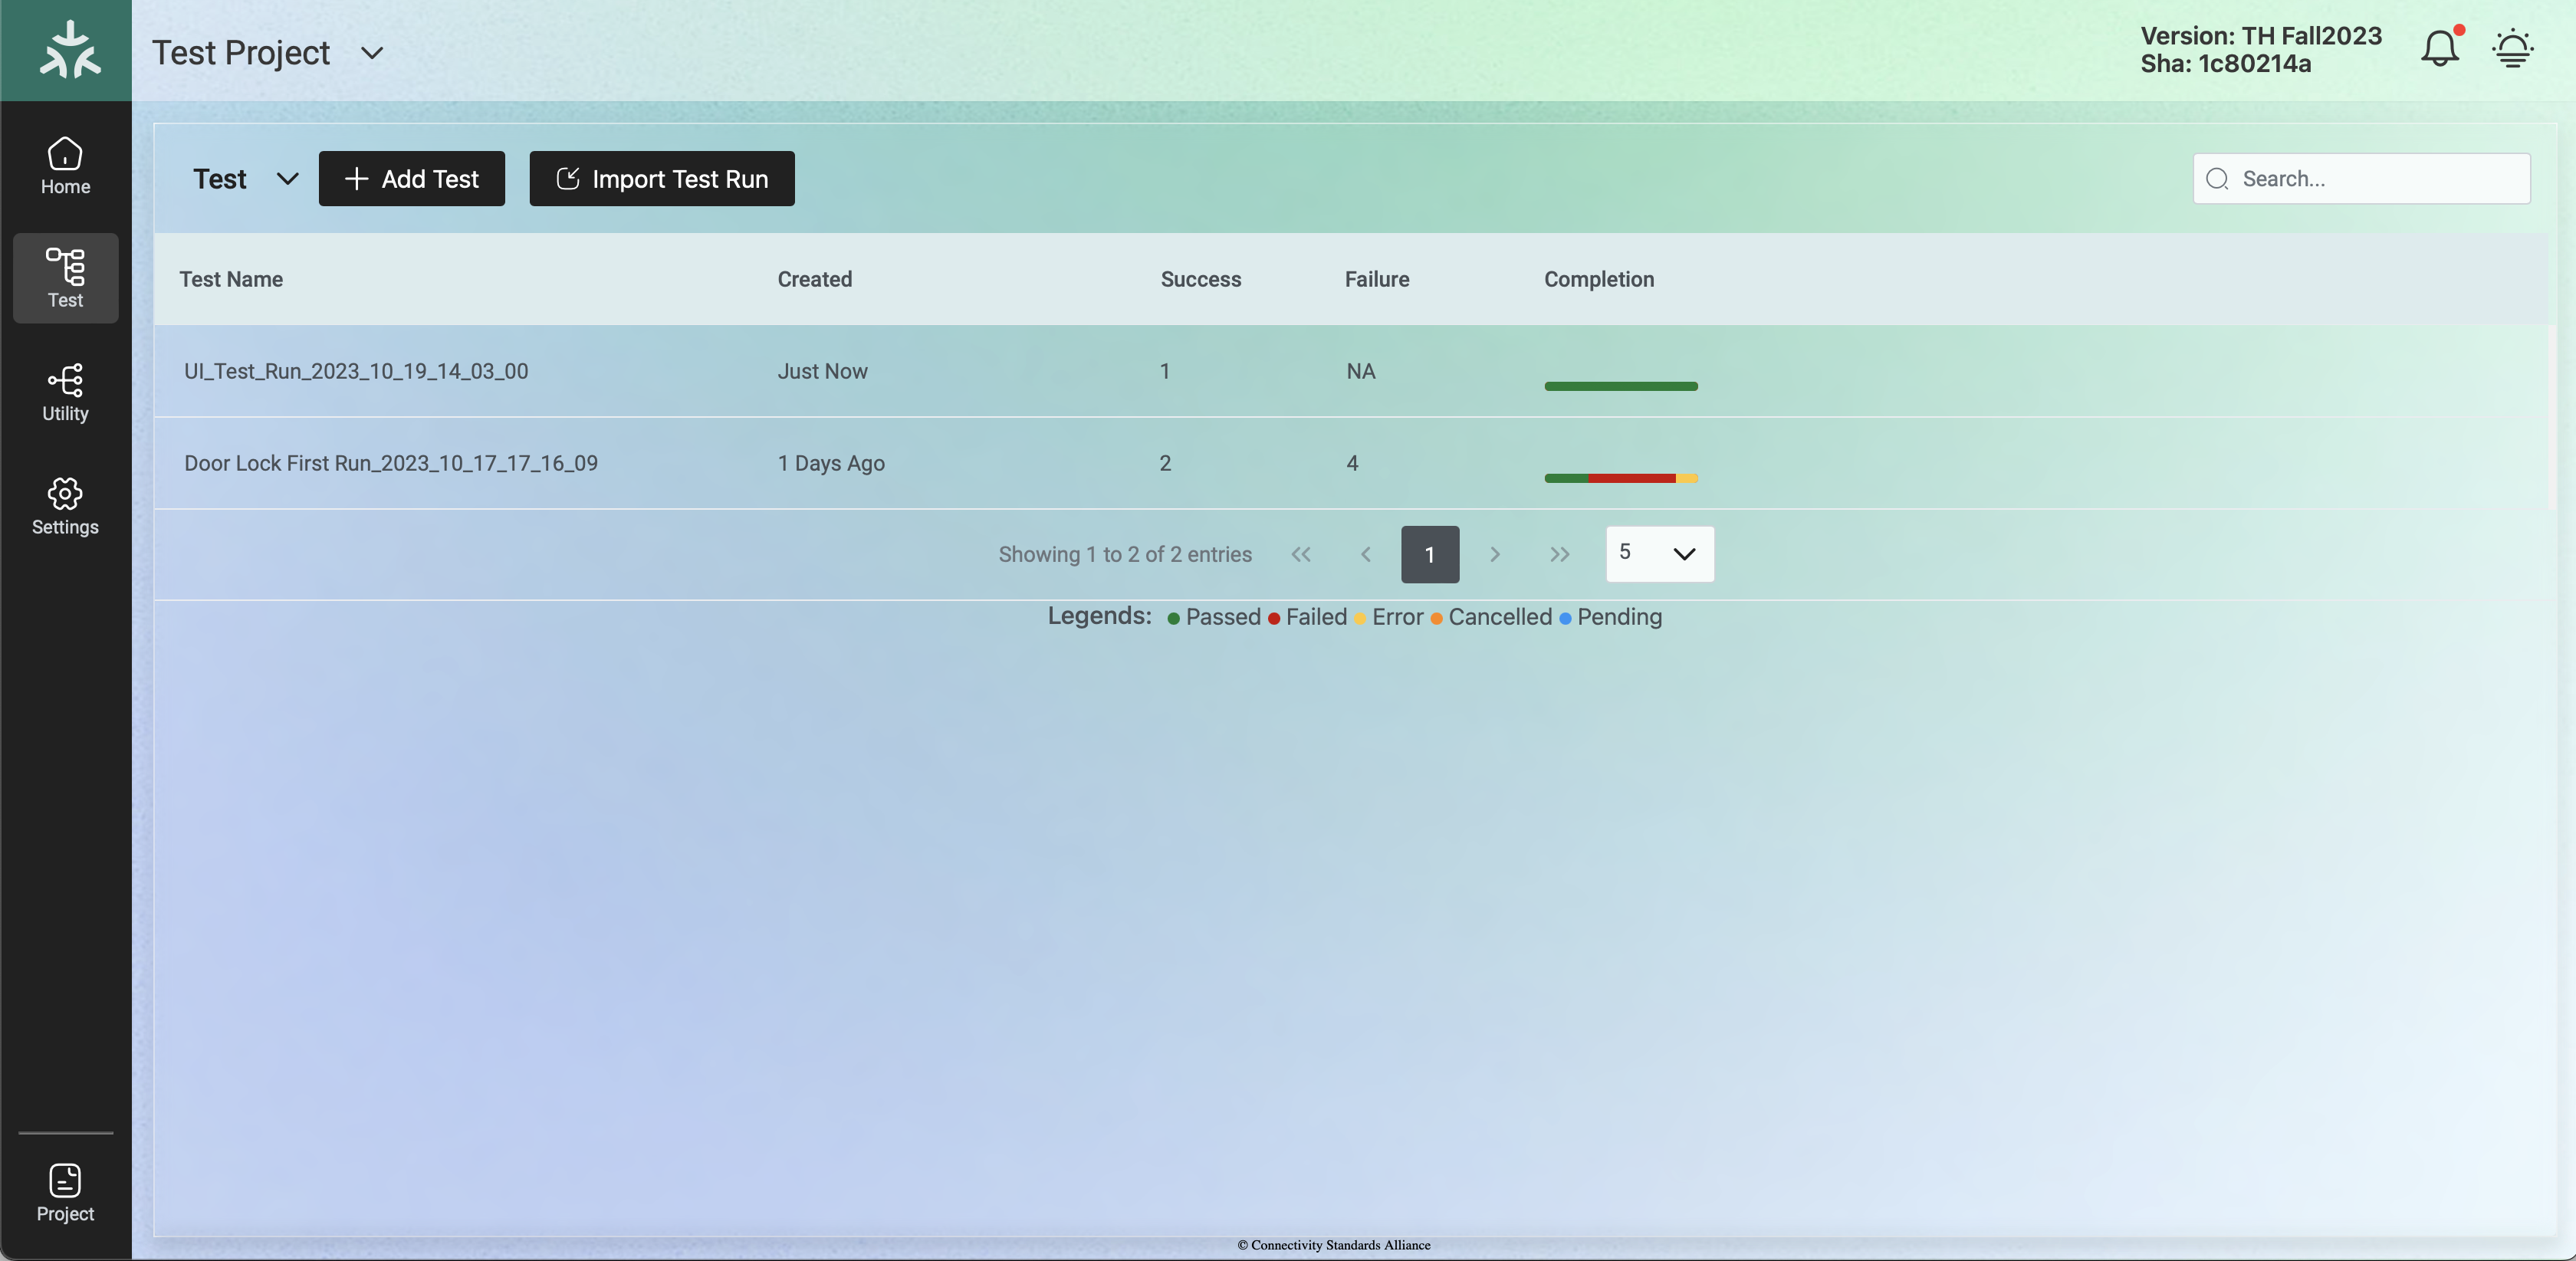 Test Project
Version: TH Fall2023
Sha: 1c80214a
Home
Test
Utility
Settings
Project
Test
Add Test
Import Test Run
Search...
Test Name Created Success Failure Completion
UI_Test_Run_2023_10_19_14_03_00 Just Now 1 NA
Door Lock First Run_2023_10_17_17_16_09 1 Days Ago 2 4
Showing 1 to 2 of 2 entries << < 1 > >> 5
Legends: Passed Failed Error Cancelled Pending
© Connectivity Standards Alliance